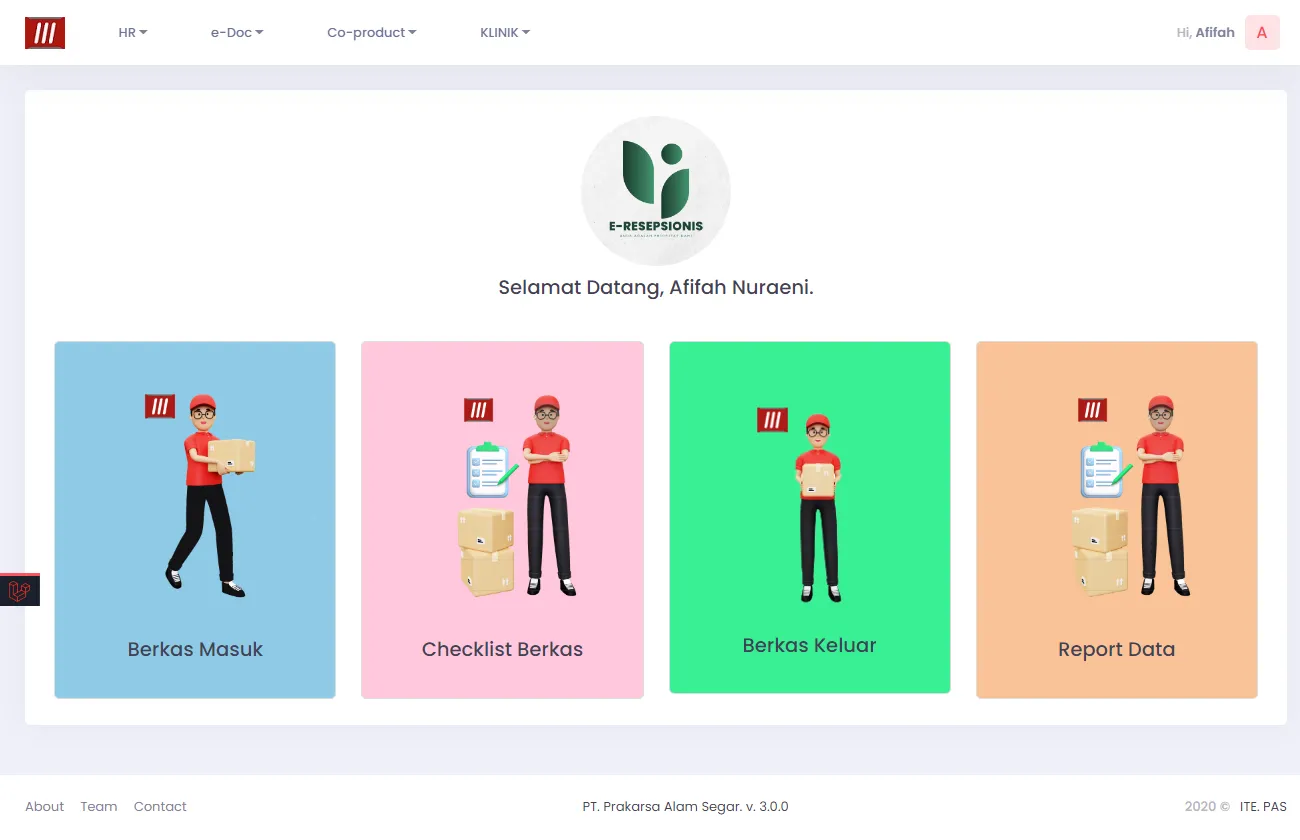 HR
e-Doc
Co-product
KLINIK
Hi, Afifah
A
E-RESEPSIONIS
Selamat Datang, Afifah Nuraeni.
Berkas Masuk
Checklist Berkas
Berkas Keluar
Report Data
About
Team
Contact
PT. Prakarsa Alam Segar. v. 3.0.0
2020 © ITE. PAS